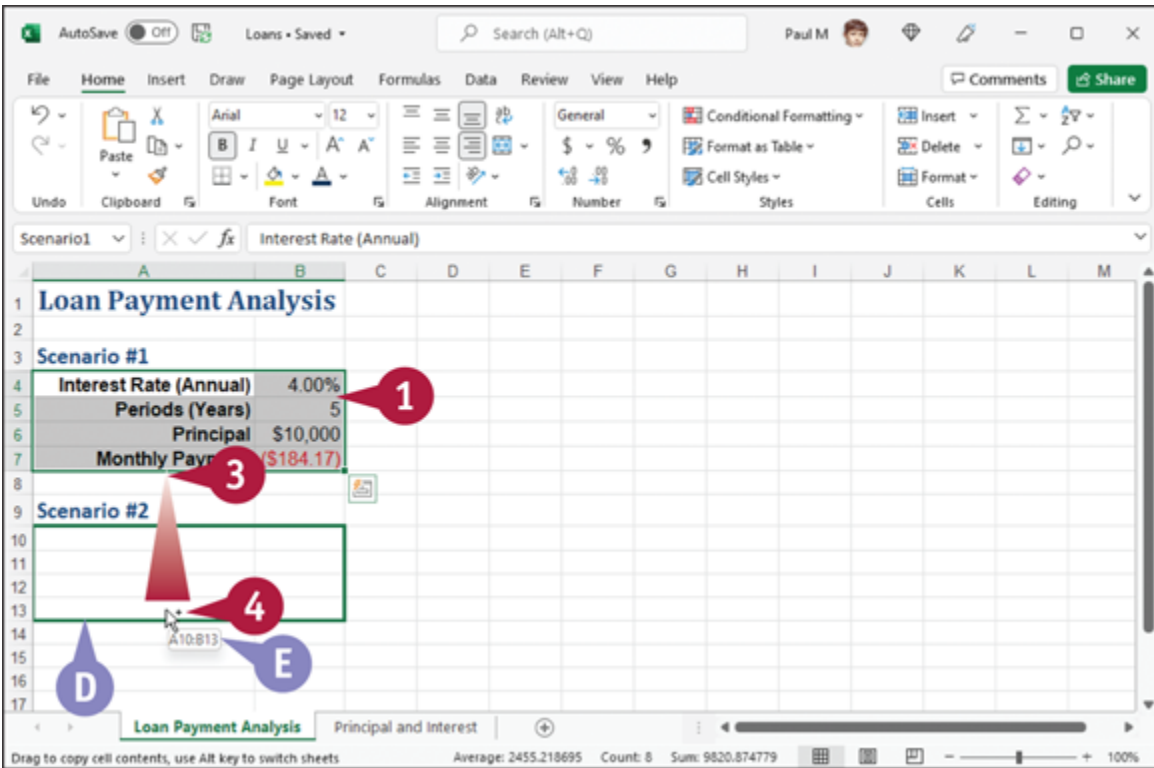 AutoSave Off Loans • Saved Search (Alt+Q) Paul M
File Home Insert Draw Page Layout Formulas Data Review View Help Comments Share
Arial 12 General Conditional Formatting Insert
Paste B I U A A $ % 9 Format as Table Delete
A Cell Styles Format
Undo Clipboard Font Alignment Number Styles Cells Editing
Scenario1 fx Interest Rate (Annual)
A B C D E F G H I J K L M
1 Loan Payment Analysis
2
3 Scenario #1
4 Interest Rate (Annual) 4.00%
1
5 Periods (Years) 5
6 Principal $10,000
7 Monthly Paym ($184.17)
3
8
9 Scenario #2
10
11
12
13
4
14 A10:B13
E
15
16
D
17
Loan Payment Analysis Principal and Interest
Drag to copy cell contents, use Alt key to switch sheets Average: 2455.218695 Count: 8 Sum: 9820.874779 100%